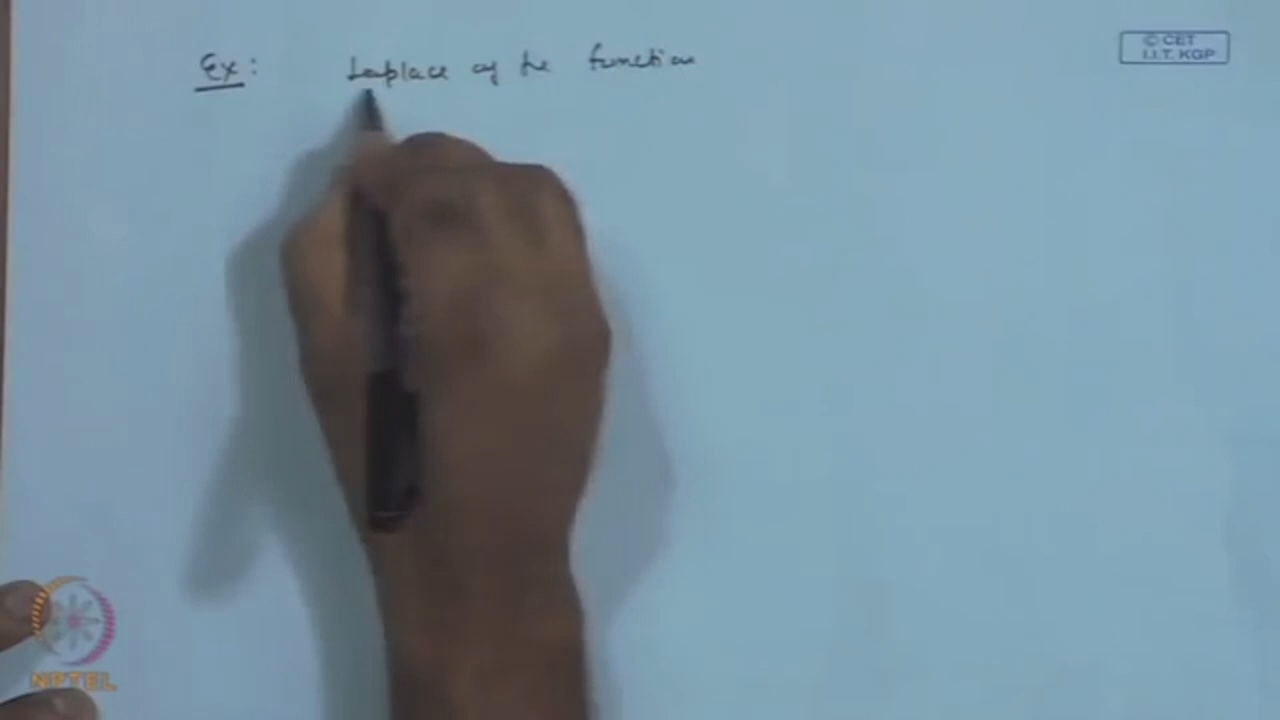 Ex: Laplace of the function
© CET
I.I.T. KGP
NPTEL